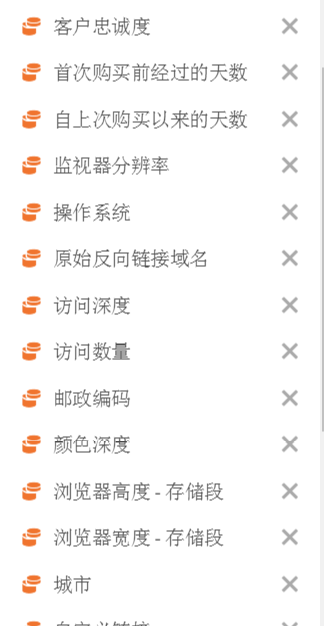 客户忠诚度
首次购买前经过的天数
自上次购买以来的天数
监视器分辨率
操作系统
原始反向链接域名
访问深度
访问数量
邮政编码
颜色深度
浏览器高度 - 存储段
浏览器宽度 - 存储段
城市